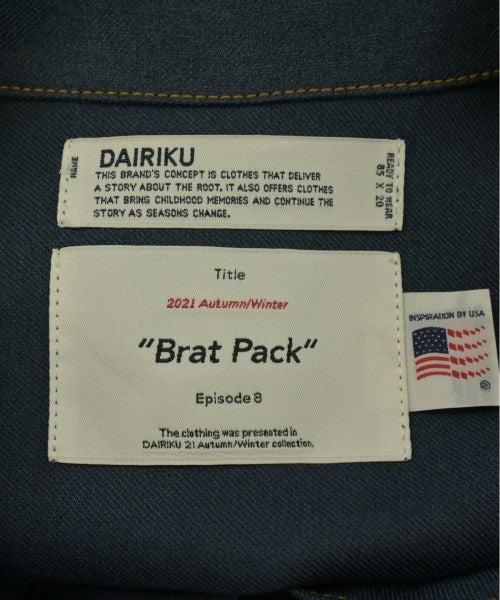 NAME
DAIRIKU
THIS BRAND'S CONCEPT IS CLOTHES THAT DELIVER
A STORY ABOUT THE ROOT. IT ALSO OFFERS CLOTHES
THAT BRING CHILDHOOD MEMORIES AND CONTINUE THE
STORY AS SEASONS CHANGE.
READY TO WEAR
85 X 20
Title
2021 Autumn/Winter
"Brat Pack"
Episode 8
The clothing was presented in
DAIRIKU 21 Autumn/Winter collection.
INSPIRATION BY USA